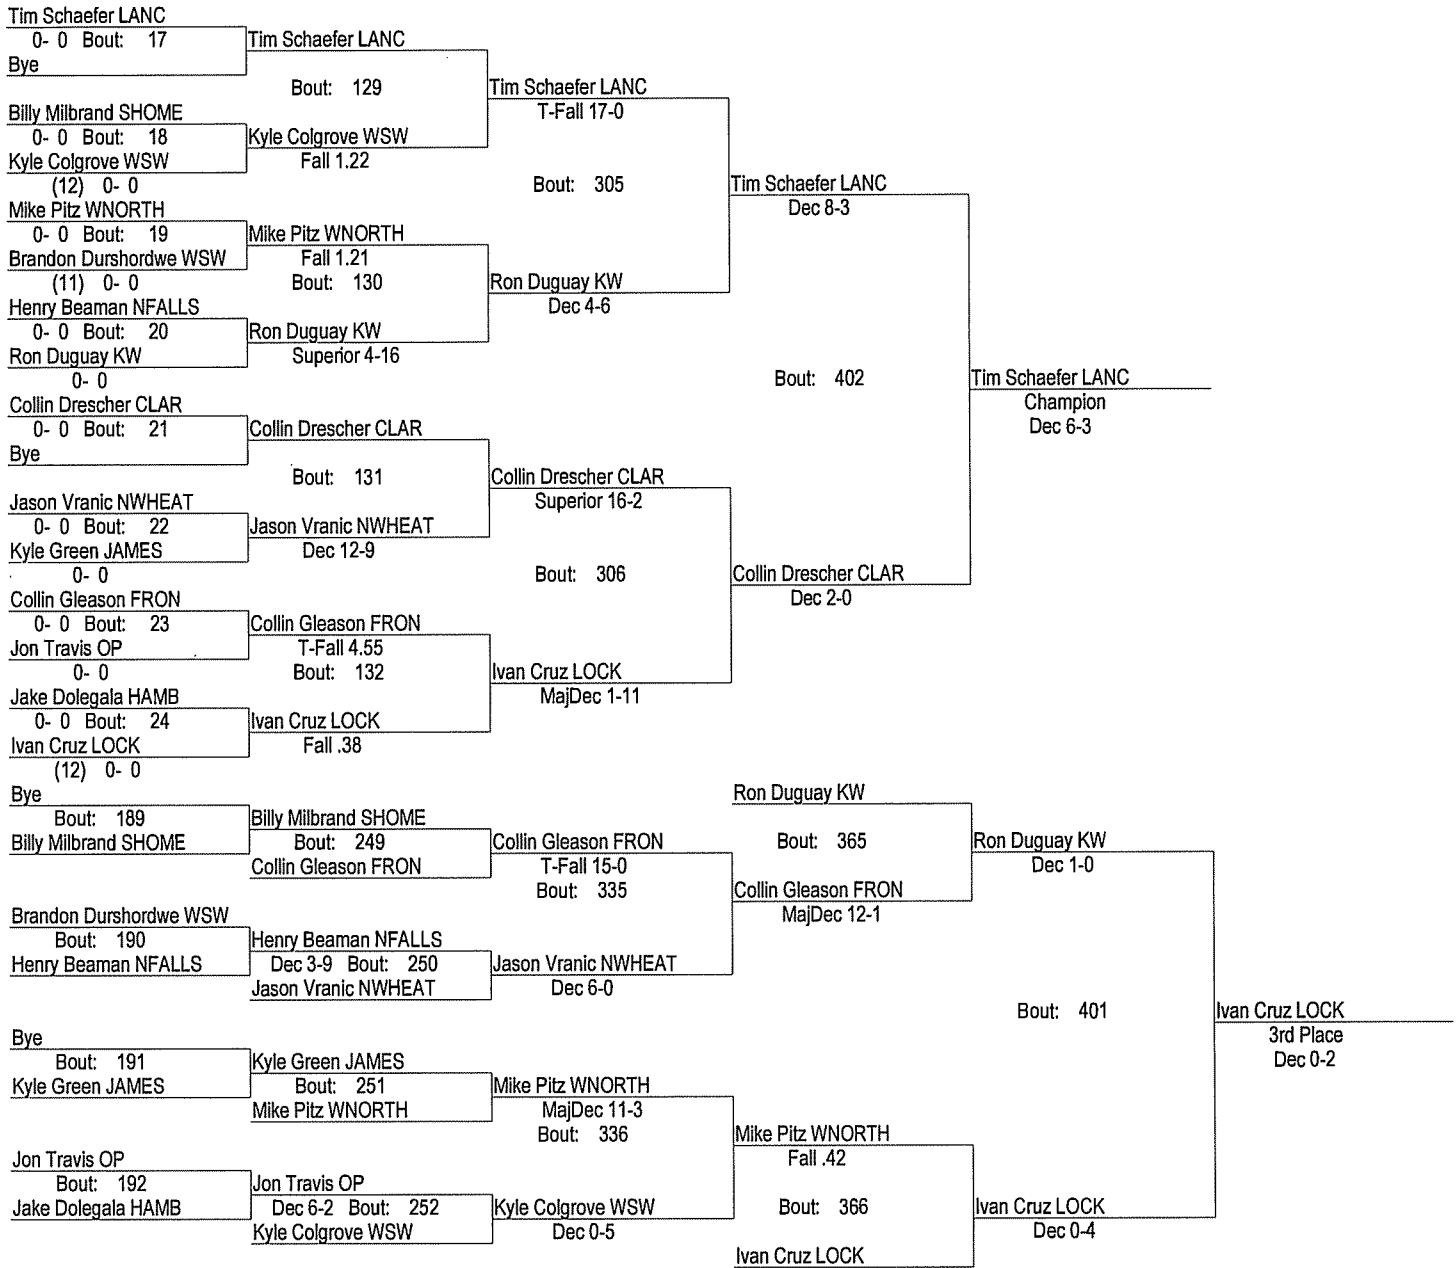 Tim Schaefer LANC
0- 0 Bout: 17
Bye
Tim Schaefer LANC
Bout: 129
Billy Milbrand SHOME
0- 0 Bout: 18
Kyle Colgrove WSW
(12) 0- 0
Kyle Colgrove WSW
Fall 1.22
Tim Schaefer LANC
T-Fall 17-0
Bout: 305
Mike Pitz WNORTH
0- 0 Bout: 19
Brandon Durshordwe WSW
(11) 0- 0
Mike Pitz WNORTH
Fall 1.21
Bout: 130
Henry Beaman NFALLS
0- 0 Bout: 20
Ron Duguay KW
0- 0
Ron Duguay KW
Superior 4-16
Ron Duguay KW
Dec 4-6
Tim Schaefer LANC
Dec 8-3
Bout: 402
Collin Drescher CLAR
0- 0 Bout: 21
Bye
Collin Drescher CLAR
Bout: 131
Jason Vranic NWHEAT
0- 0 Bout: 22
Kyle Green JAMES
0- 0
Jason Vranic NWHEAT
Dec 12-9
Collin Drescher CLAR
Superior 16-2
Bout: 306
Collin Gleason FRON
0- 0 Bout: 23
Jon Travis OP
0- 0
Collin Gleason FRON
T-Fall 4.55
Bout: 132
Jake Dolegala HAMB
0- 0 Bout: 24
Ivan Cruz LOCK
(12) 0- 0
Ivan Cruz LOCK
Fall .38
Ivan Cruz LOCK
MajDec 1-11
Collin Drescher CLAR
Dec 2-0
Tim Schaefer LANC
Champion
Dec 6-3
Bye
Bout: 189
Billy Milbrand SHOME
Billy Milbrand SHOME
Bout: 249
Collin Gleason FRON
Collin Gleason FRON
T-Fall 15-0
Bout: 335
Brandon Durshordwe WSW
Bout: 190
Henry Beaman NFALLS
Henry Beaman NFALLS
Dec 3-9 Bout: 250
Jason Vranic NWHEAT
Jason Vranic NWHEAT
Dec 6-0
Ron Duguay KW
Bout: 365
Collin Gleason FRON
MajDec 12-1
Ron Duguay KW
Dec 1-0
Bout: 401
Bye
Bout: 191
Kyle Green JAMES
Kyle Green JAMES
Bout: 251
Mike Pitz WNORTH
Mike Pitz WNORTH
MajDec 11-3
Bout: 336
Jon Travis OP
Bout: 192
Jake Dolegala HAMB
Jon Travis OP
Dec 6-2 Bout: 252
Kyle Colgrove WSW
Kyle Colgrove WSW
Dec 0-5
Mike Pitz WNORTH
Fall .42
Bout: 366
Ivan Cruz LOCK
Ivan Cruz LOCK
Dec 0-4
Ivan Cruz LOCK
3rd Place
Dec 0-2